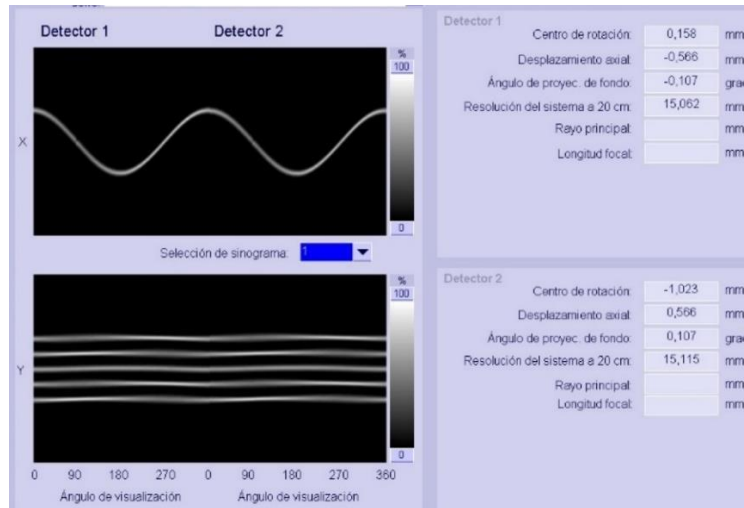 Detector 1 Detector 2
%
100
X
0
Selección de sinograma: 1
%
100
Y
0
0 90 180 270 0 90 180 270 360
Ángulo de visualización Ángulo de visualización
Detector 1
Centro de rotación: 0,158 mm
Desplazamiento axial: -0,566 mm
Ángulo de proyec. de fondo: -0,107 grad
Resolución del sistema a 20 cm: 15,062 mm
Rayo principal: mm
Longitud focal: mm
Detector 2
Centro de rotación: -1,023 mm
Desplazamiento axial: 0,566 mm
Ángulo de proyec. de fondo: 0,107 grad
Resolución del sistema a 20 cm: 15,115 mm
Rayo principal: mm
Longitud focal: mm